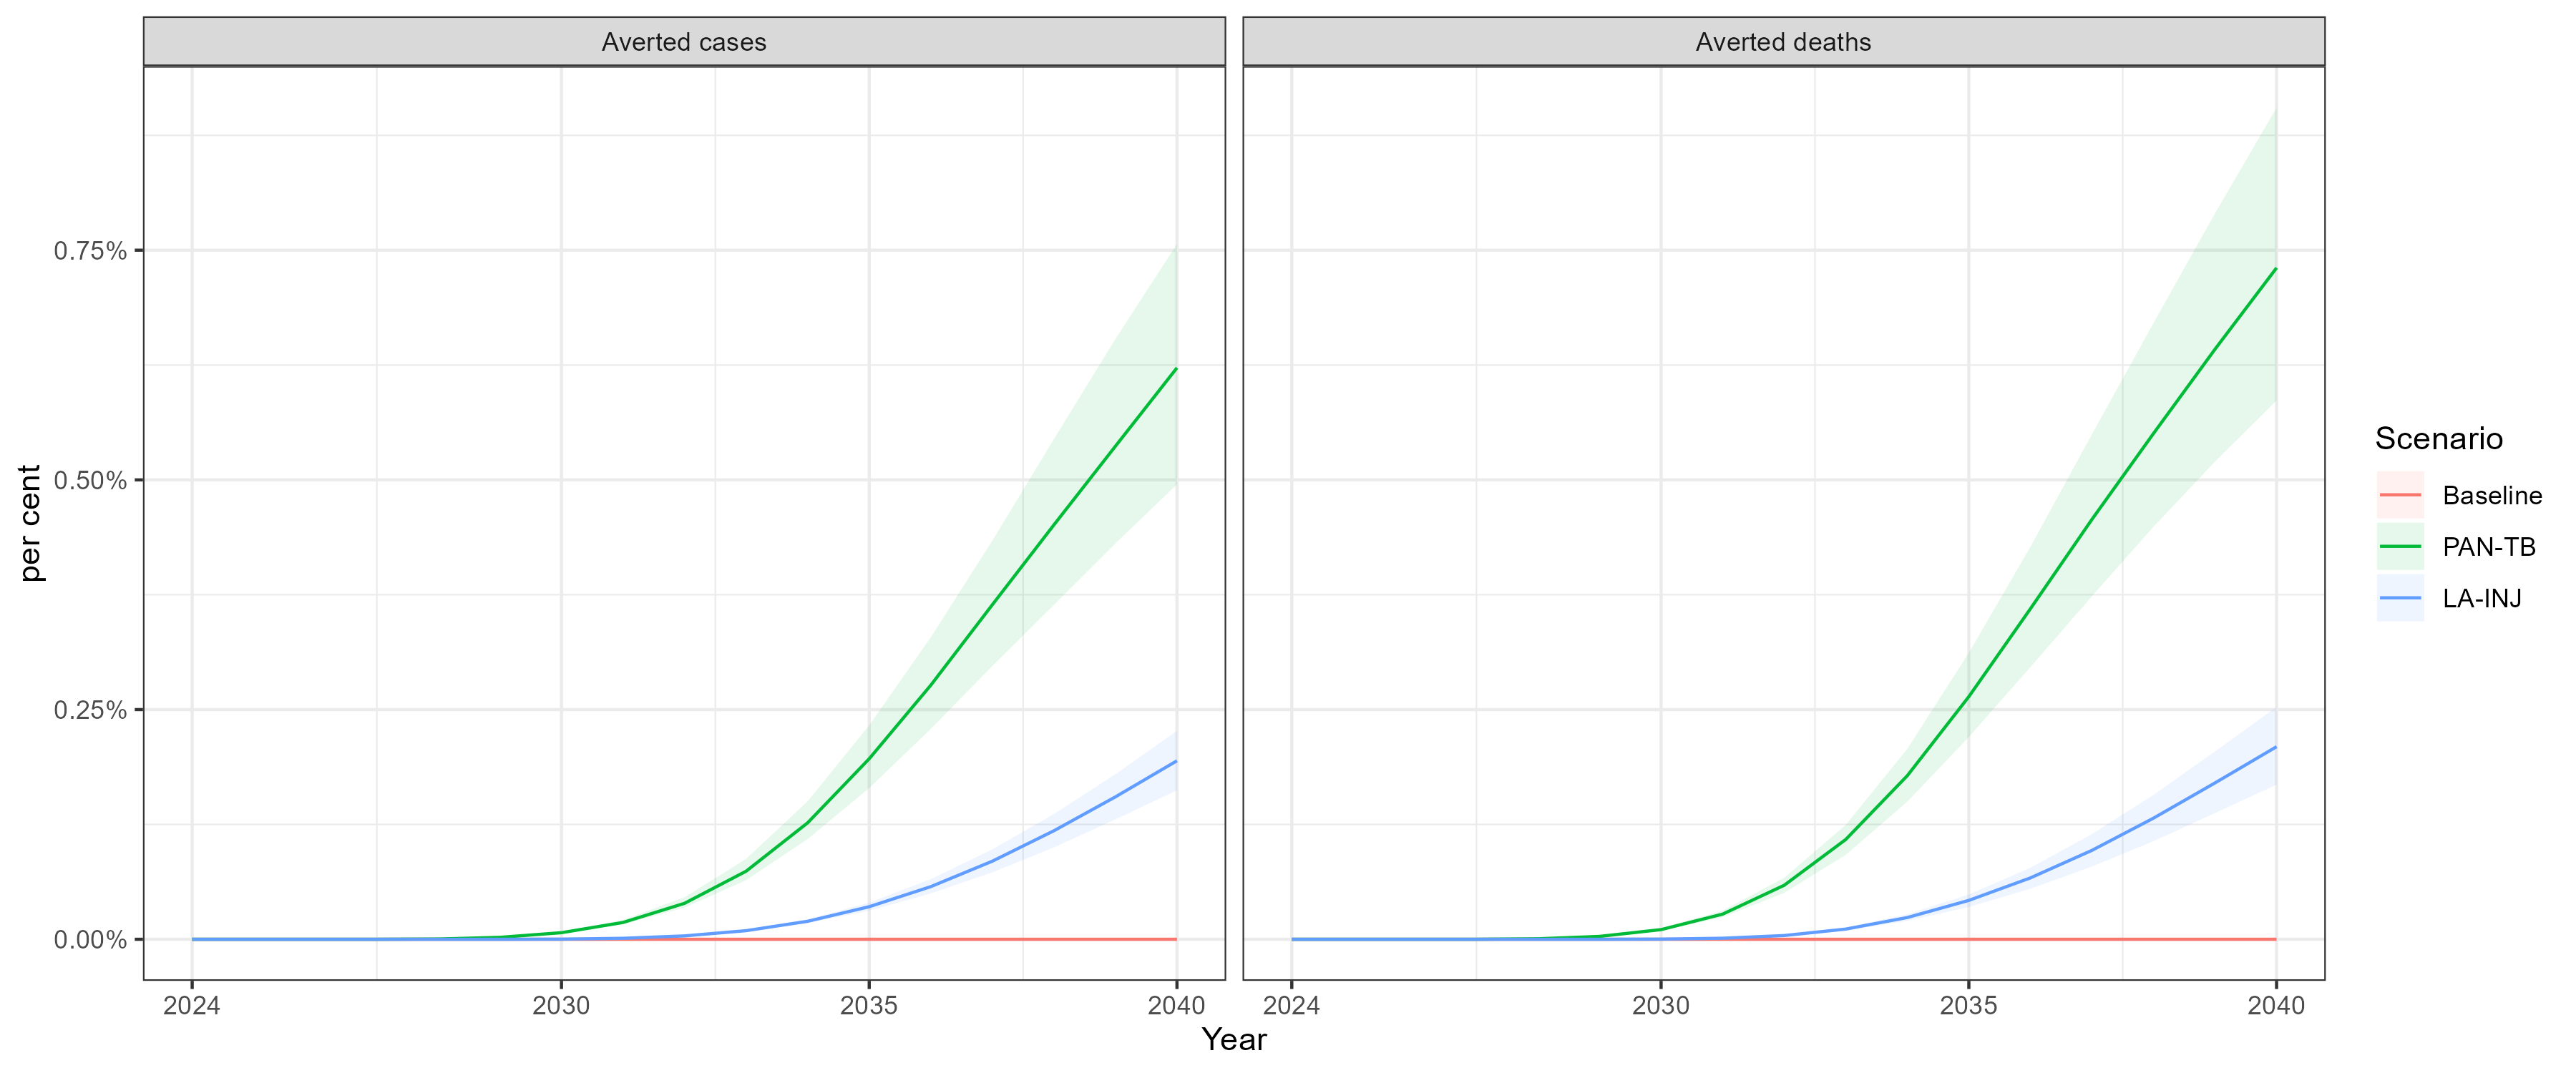 Averted cases
Averted deaths
per cent
0.75%
0.50%
0.25%
0.00%
2024 2030 2035 2040
2024 2030 2035 2040
Year
Scenario
Baseline
PAN-TB
LA-INJ